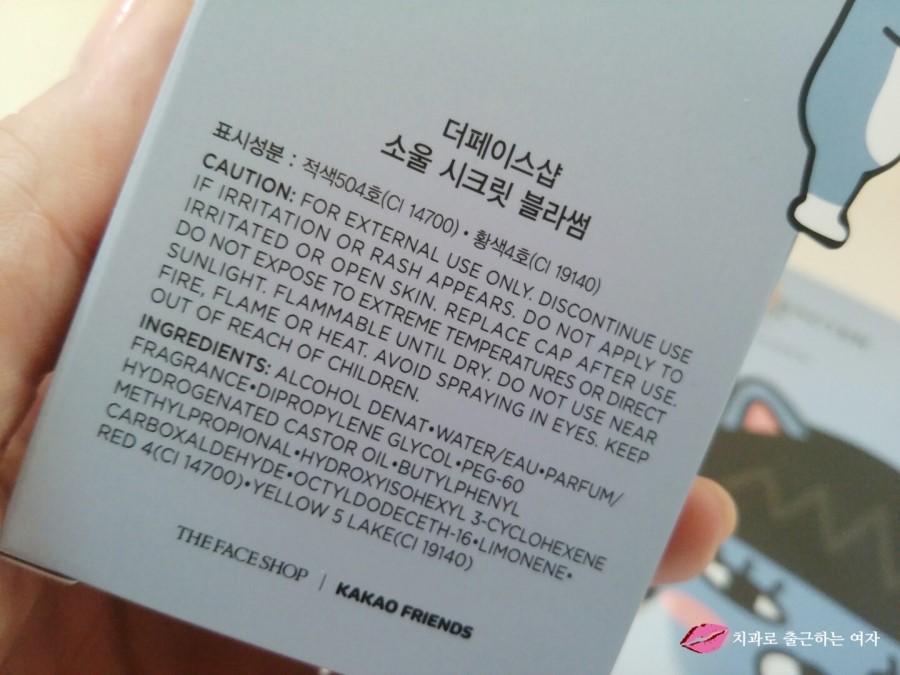 더페이스샵
소울 시크릿 블라썸
표시성분 : 적색504호(CI 14700) • 황색4호(CI 19140)
CAUTION: FOR EXTERNAL USE ONLY. DISCONTINUE USE
IF IRRITATION OR RASH APPEARS. DO NOT APPLY TO
IRRITATED OR OPEN SKIN. REPLACE CAP AFTER USE.
DO NOT EXPOSE TO EXTREME TEMPERATURES OR DIRECT
SUNLIGHT. FLAMMABLE UNTIL DRY. DO NOT USE NEAR
FIRE, FLAME OR HEAT. AVOID SPRAYING IN EYES. KEEP
OUT OF REACH OF CHILDREN.
INGREDIENTS: ALCOHOL DENAT•WATER/EAU•PARFUM/
FRAGRANCE•DIPROPYLENE GLYCOL•PEG-60
HYDROGENATED CASTOR OIL•BUTYLPHENYL
METHYLPROPIONAL•HYDROXYISOHEXYL 3-CYCLOHEXENE
CARBOXALDEHYDE•OCTYLDODECETH-16•LIMONENE•
RED 4(CI 14700)•YELLOW 5 LAKE(CI 19140)
THE FACE SHOP | KAKAO FRIENDS
치과로 출근하는 여자